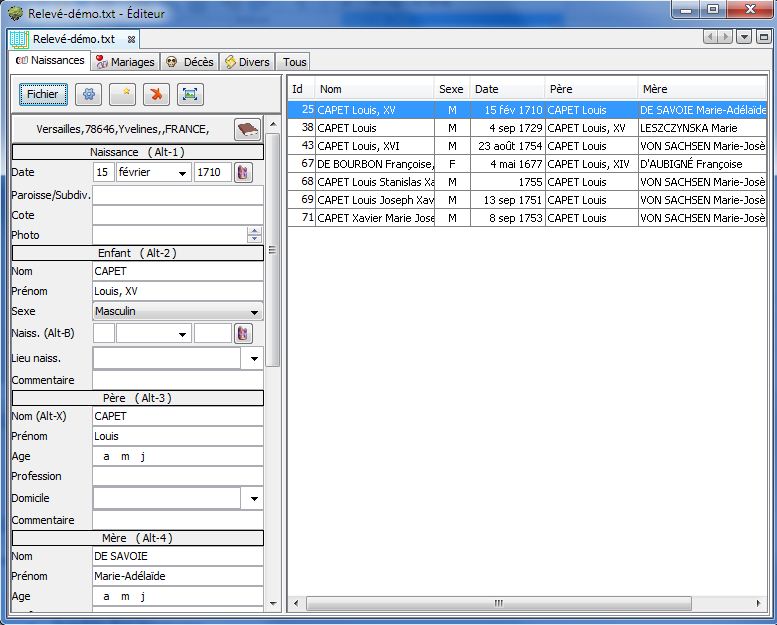 Relevé-démo.txt - Éditeur
Relevé-démo.txt
Naissances Mariages Décès Divers Tous
Fichier
Versailles,78646,Yvelines,,FRANCE,
Naissance (Alt-1)
Date 15 février 1710
Paroisse/Subdiv.
Cote
Photo
Enfant (Alt-2)
Nom CAPET
Prénom Louis, XV
Sexe Masculin
Naiss. (Alt-B)
Lieu naiss.
Commentaire
Père (Alt-3)
Nom (Alt-X) CAPET
Prénom Louis
Age a m j
Profession
Domicile
Commentaire
Mère (Alt-4)
Nom DE SAVOIE
Prénom Marie-Adélaïde
Age a m j
Id Nom Sexe Date Père Mère
25 CAPET Louis, XV M 15 fév 1710 CAPET Louis DE SAVOIE Marie-Adélaïde
38 CAPET Louis M 4 sep 1729 CAPET Louis, XV LESZCZYNSKA Marie
43 CAPET Louis, XVI M 23 août 1754 CAPET Louis VON SACHSEN Marie-Josè
67 DE BOURBON Françoise, F 4 mai 1677 CAPET Louis, XIV D'AUBIGNÉ Françoise
68 CAPET Louis Stanislas Xa M 1755 CAPET Louis VON SACHSEN Marie-Josè
69 CAPET Louis Joseph Xav M 13 sep 1751 CAPET Louis VON SACHSEN Marie-Josè
71 CAPET Xavier Marie Jose M 8 sep 1753 CAPET Louis VON SACHSEN Marie-Josè